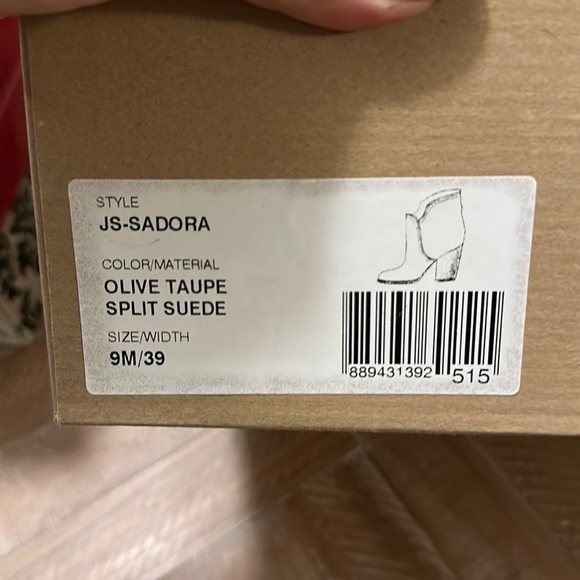 STYLE
JS-SADORA
COLOR/MATERIAL
OLIVE TAUPE
SPLIT SUEDE
SIZE/WIDTH
9M/39
889431392 515